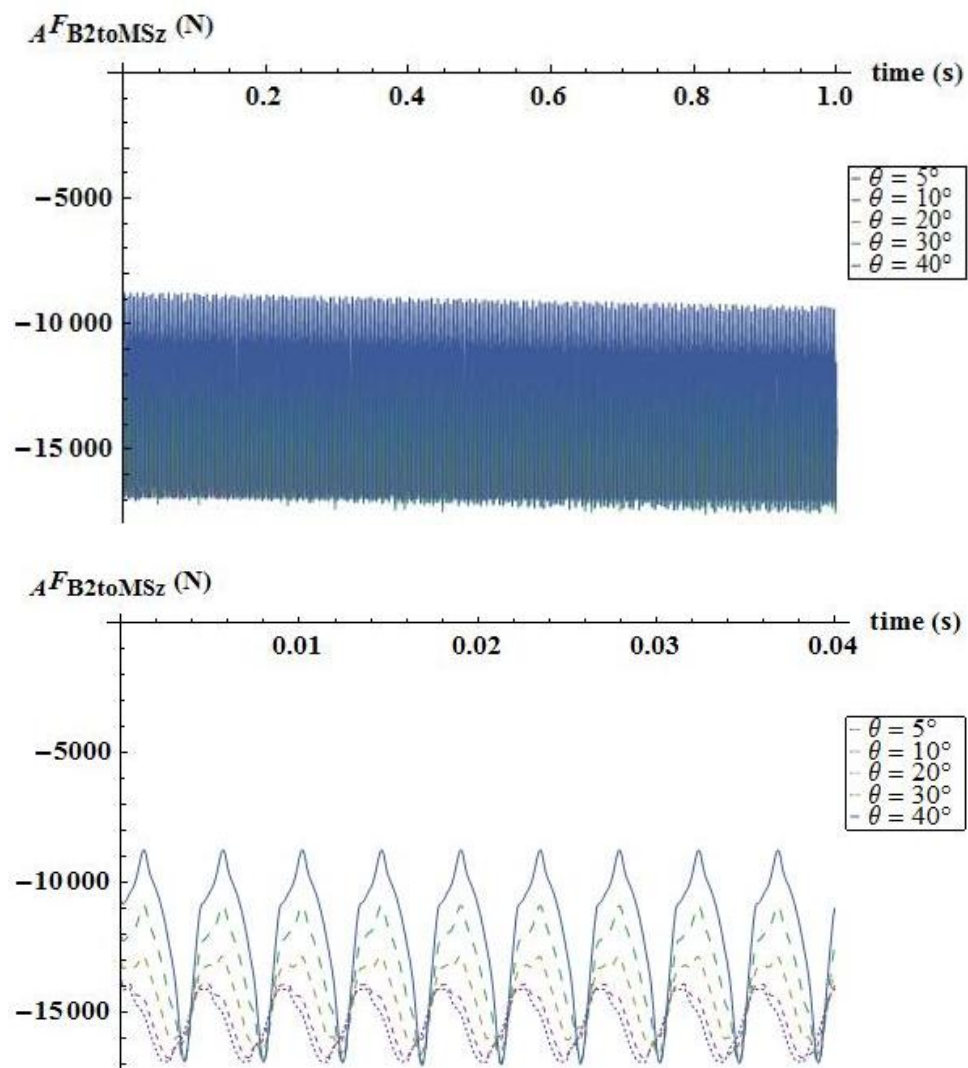 AFB2toMSz (N)
time (s)
0.2 0.4 0.6 0.8 1.0
−5000
θ = 5°
θ = 10°
θ = 20°
θ = 30°
θ = 40°
−10 000
−15 000
AFB2toMSz (N)
time (s)
0.01 0.02 0.03 0.04
−5000
θ = 5°
θ = 10°
θ = 20°
θ = 30°
θ = 40°
−10 000
−15 000